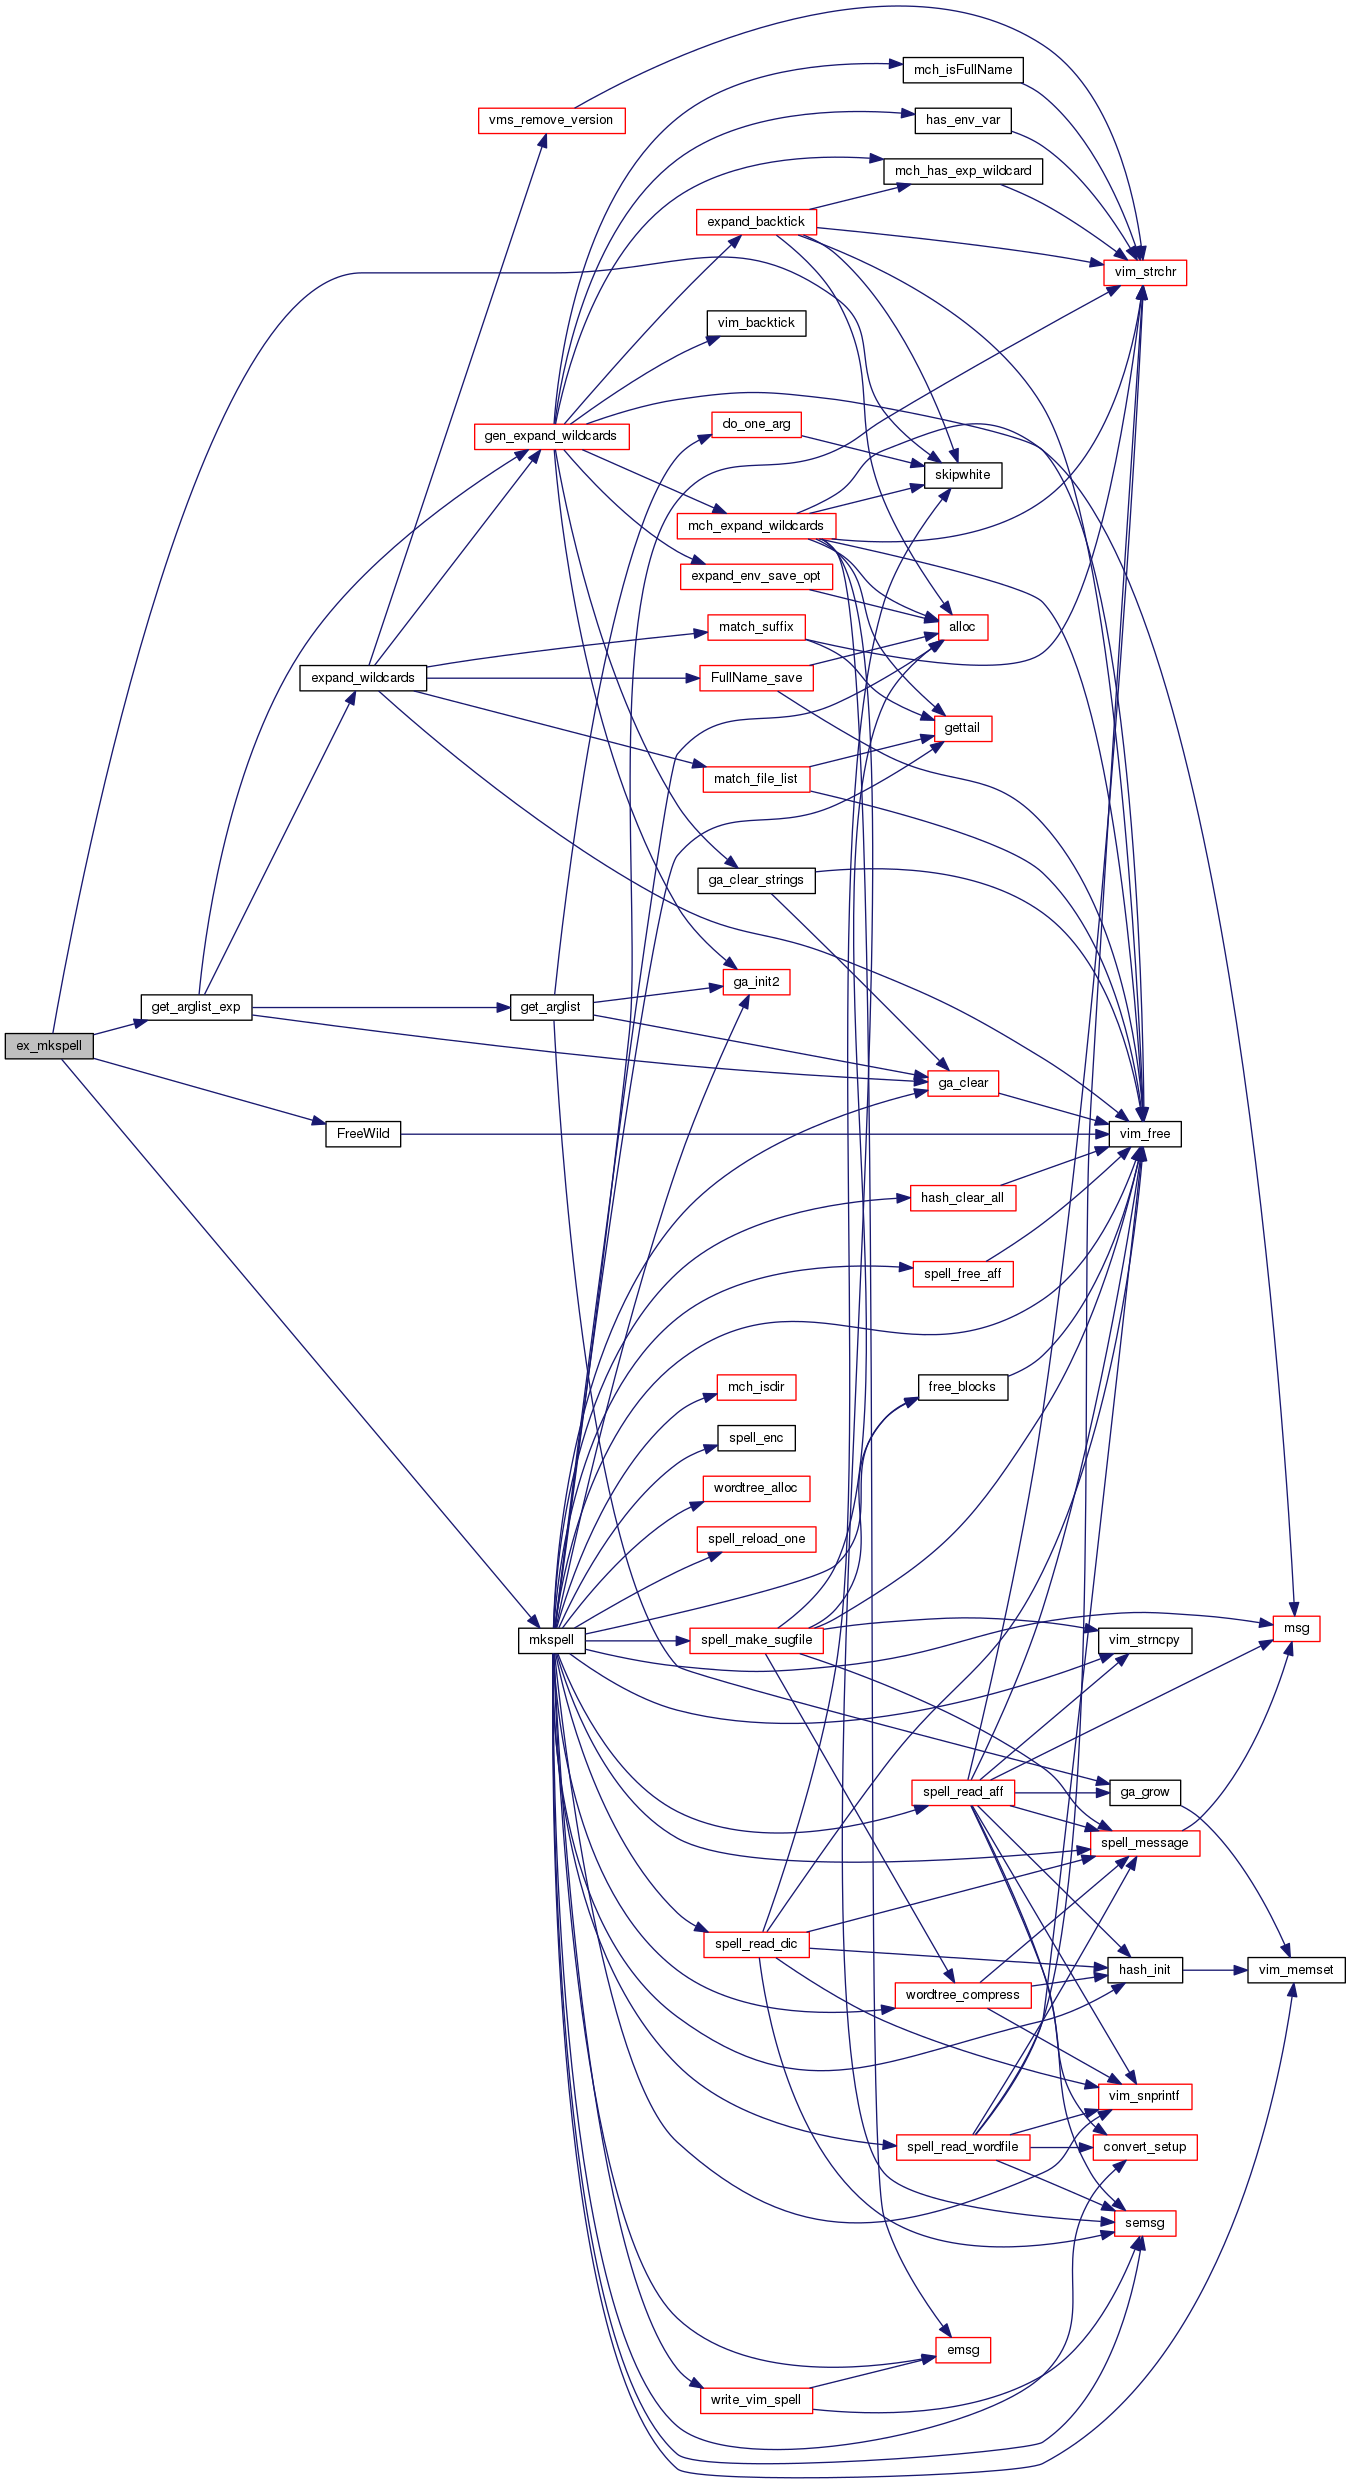 mch_isFullName
vms_remove_version
has_env_var
mch_has_exp_wildcard
expand_backtick
vim_strchr
vim_backtick
do_one_arg
gen_expand_wildcards
skipwhite
mch_expand_wildcards
expand_env_save_opt
match_suffix
alloc
expand_wildcards
FullName_save
gettail
match_file_list
ga_clear_strings
ga_init2
get_arglist_exp
get_arglist
ex_mkspell
ga_clear
FreeWild
vim_free
hash_clear_all
spell_free_aff
mch_isdir
free_blocks
spell_enc
wordtree_alloc
spell_reload_one
msg
mkspell
spell_make_sugfile
vim_strncpy
spell_read_aff
ga_grow
spell_message
spell_read_dic
hash_init
vim_memset
wordtree_compress
vim_snprintf
spell_read_wordfile
convert_setup
semsg
emsg
write_vim_spell